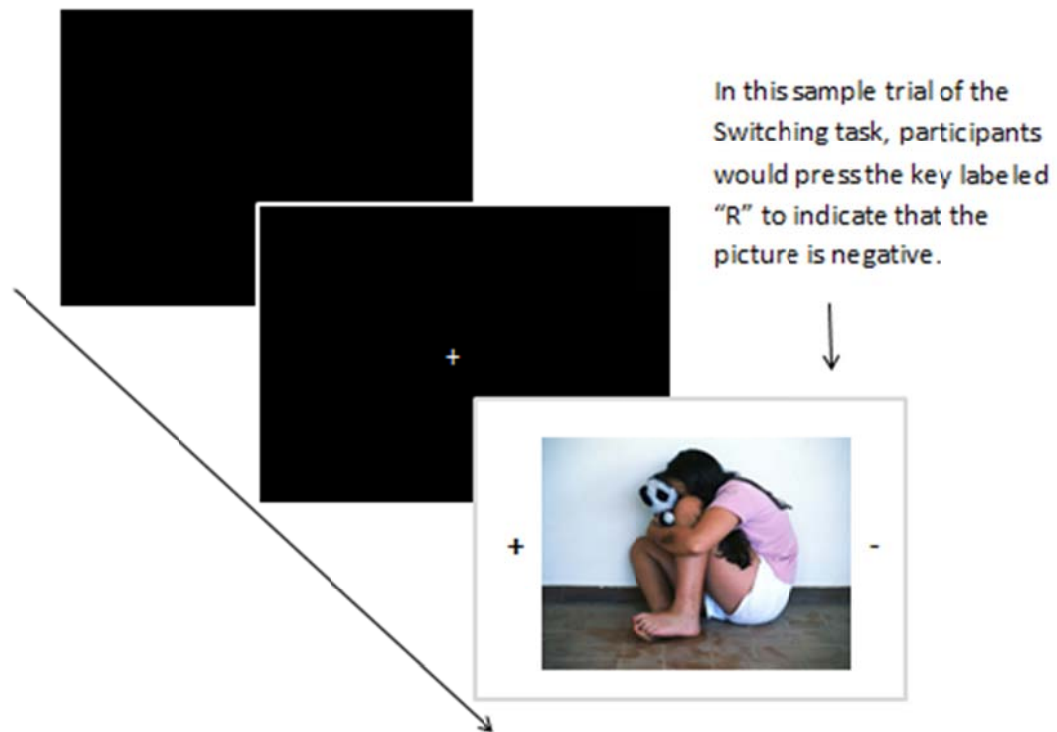 In this sample trial of the
Switching task, participants
would press the key labeled
“R” to indicate that the
picture is negative.
+
+ -